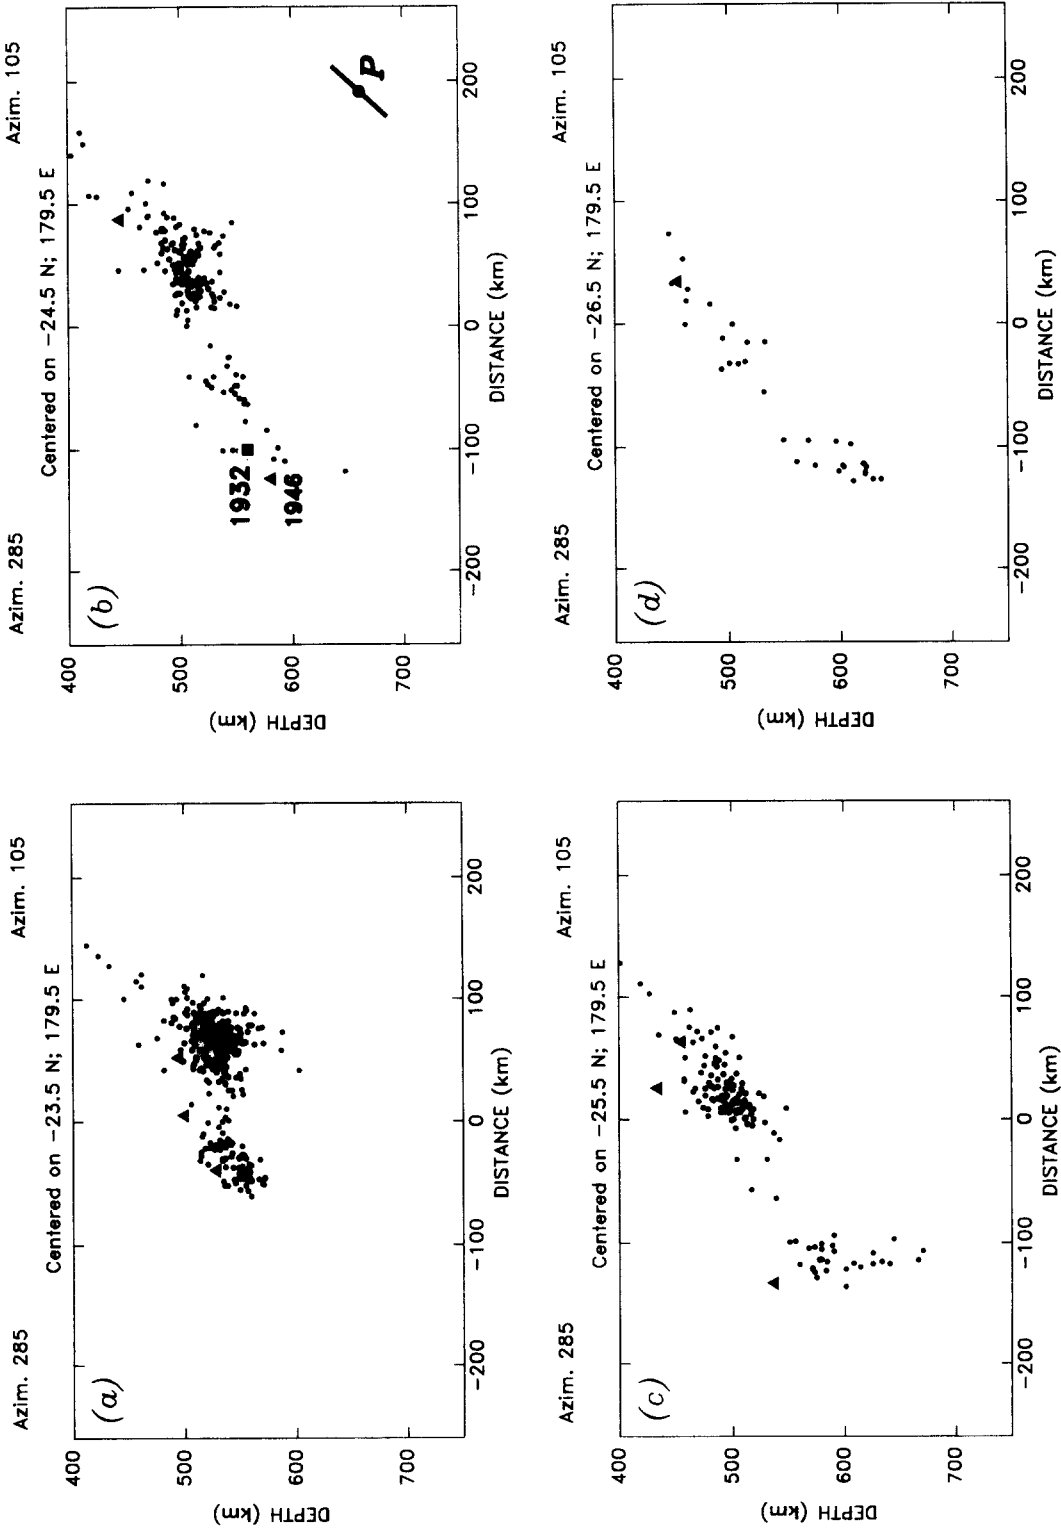 (a)
Azim. 285
Azim. 105
Centered on −23.5 N; 179.5 E
400
500
600
700
DEPTH (km)
−200
−100
0
100
200
DISTANCE (km)
(b)
Azim. 285
Azim. 105
Centered on −24.5 N; 179.5 E
400
500
600
700
DEPTH (km)
1932
1946
P
−200
−100
0
100
200
DISTANCE (km)
(c)
Azim. 285
Azim. 105
Centered on −25.5 N; 179.5 E
400
500
600
700
DEPTH (km)
−200
−100
0
100
200
DISTANCE (km)
(d)
Azim. 285
Azim. 105
Centered on −26.5 N; 179.5 E
400
500
600
700
DEPTH (km)
−200
−100
0
100
200
DISTANCE (km)